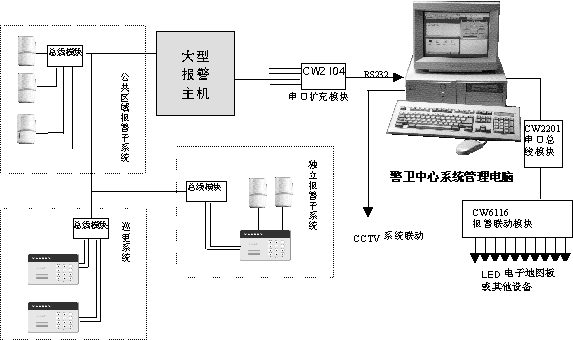 总线模块
公共区域报警子系统
大型
报警
主机
CW2104
串口扩充模块
RS232
CW2201
串口总
线模块
警卫中心系统管理电脑
总线模块
独立报警子系统
总线模块
巡更系统
CCTV 系统联动
CW6116
报警联动模块
LED 电子地图板
或其他设备